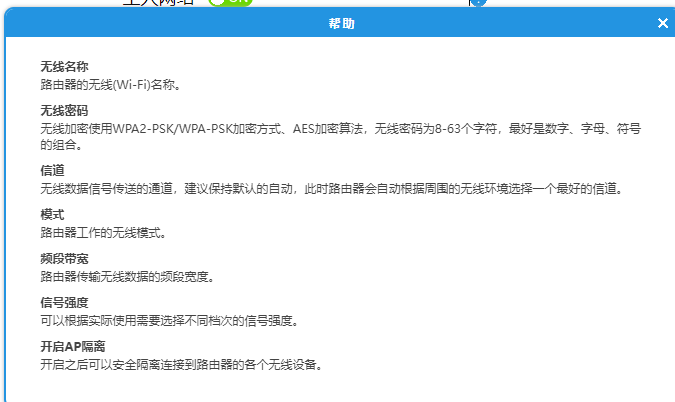 主人网络 ON
帮助
无线名称
路由器的无线(Wi-Fi)名称。
无线密码
无线加密使用WPA2-PSK/WPA-PSK加密方式、AES加密算法，无线密码为8-63个字符，最好是数字、字母、符号
的组合。
信道
无线数据信号传送的通道，建议保持默认的自动，此时路由器会自动根据周围的无线环境选择一个最好的信道。
模式
路由器工作的无线模式。
频段带宽
路由器传输无线数据的频段宽度。
信号强度
可以根据实际使用需要选择不同档次的信号强度。
开启AP隔离
开启之后可以安全隔离连接到路由器的各个无线设备。